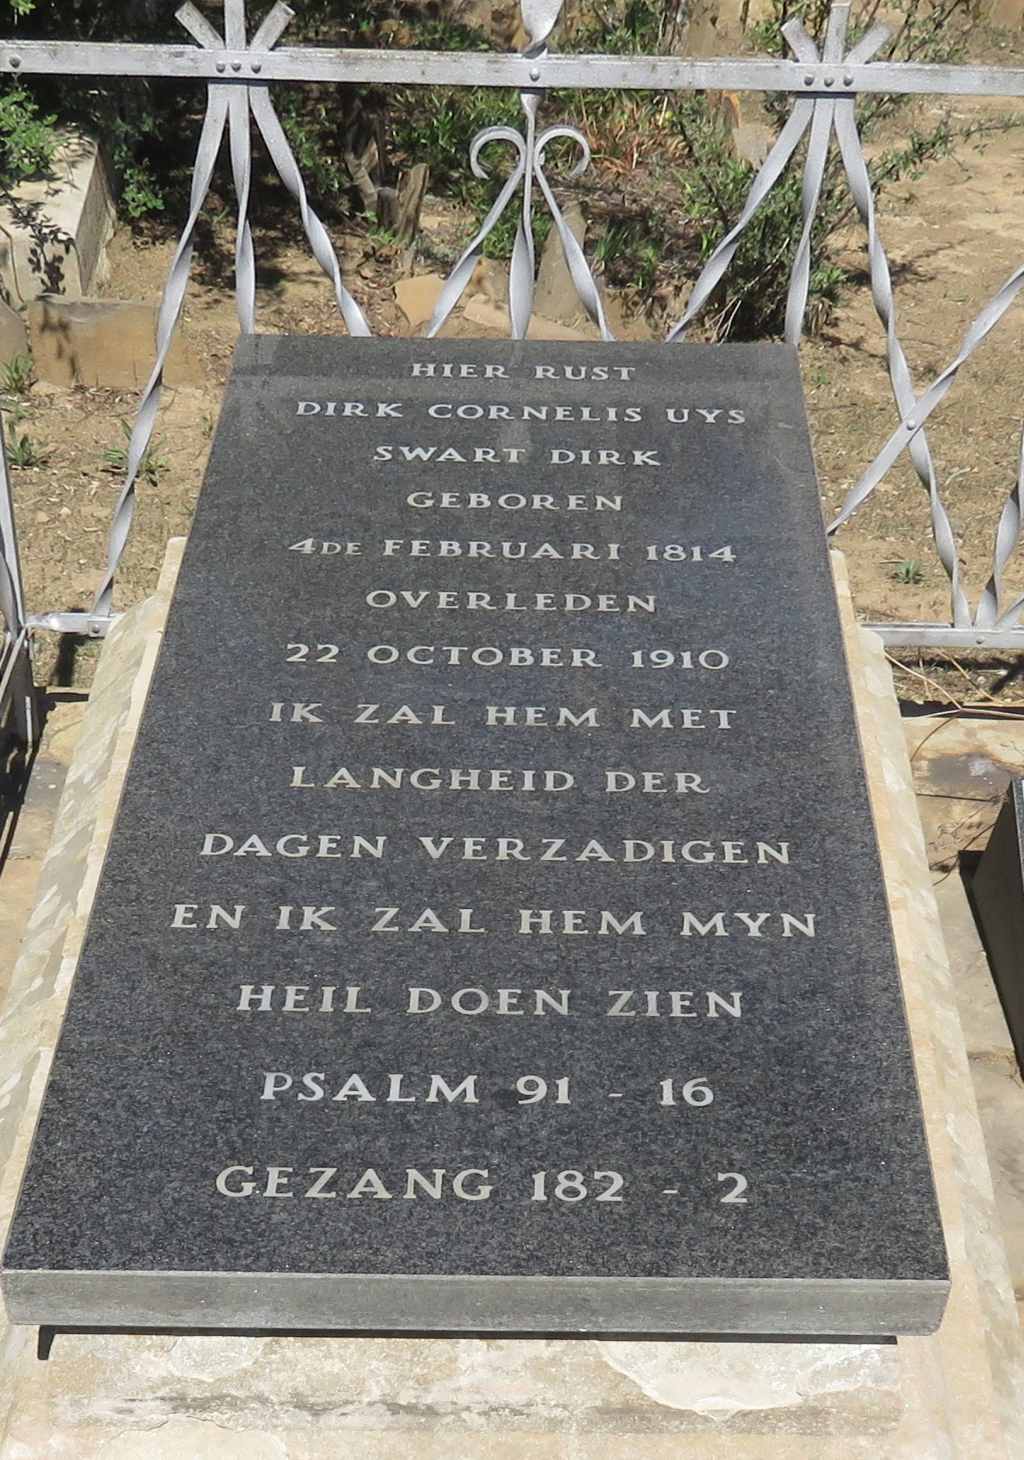 HIER RUST
DIRK CORNELIS UYS
SWART DIRK
GEBOREN
4DE FEBRUARI 1814
OVERLEDEN
22 OCTOBER 1910
IK ZAL HEM MET
LANGHEID DER
DAGEN VERZADIGEN
EN IK ZAL HEM MYN
HEIL DOEN ZIEN
PSALM 91 - 16
GEZANG 182 - 2